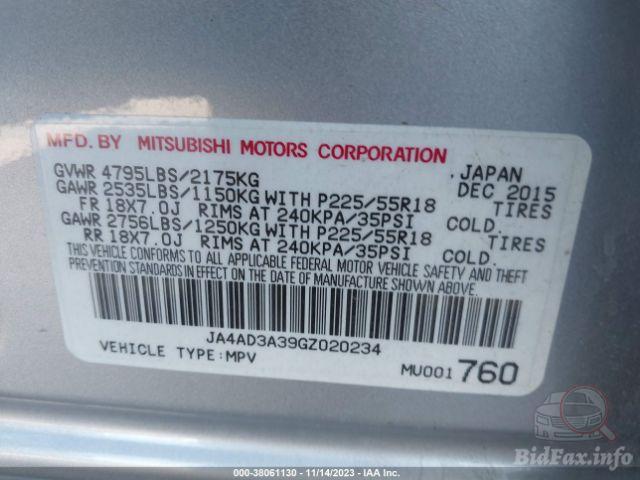 MFD. BY MITSUBISHI MOTORS CORPORATION
GVWR 4795LBS/2175KG , JAPAN
GAWR 2535LBS/1150KG WITH P225/55R18 DEC 2015
FR 18X7.0J RIMS AT 240KPA/35PSI COLD. TIRES
GAWR 2756LBS/1250KG WITH P225/55R18 TIRES
RR 18X7.0J RIMS AT 240KPA/35PSI COLD.
THIS VEHICLE CONFORMS TO ALL APPLICABLE FEDERAL MOTOR VEHICLE SAFETY AND THEFT
PREVENTION STANDARDS IN EFFECT ON THE DATE OF MANUFACTURE SHOWN ABOVE.
JA4AD3A39GZ020234
VEHICLE TYPE:MPV MU001 760
BidFax.info
000-38061130 - 11/14/2023 - IAA Inc.